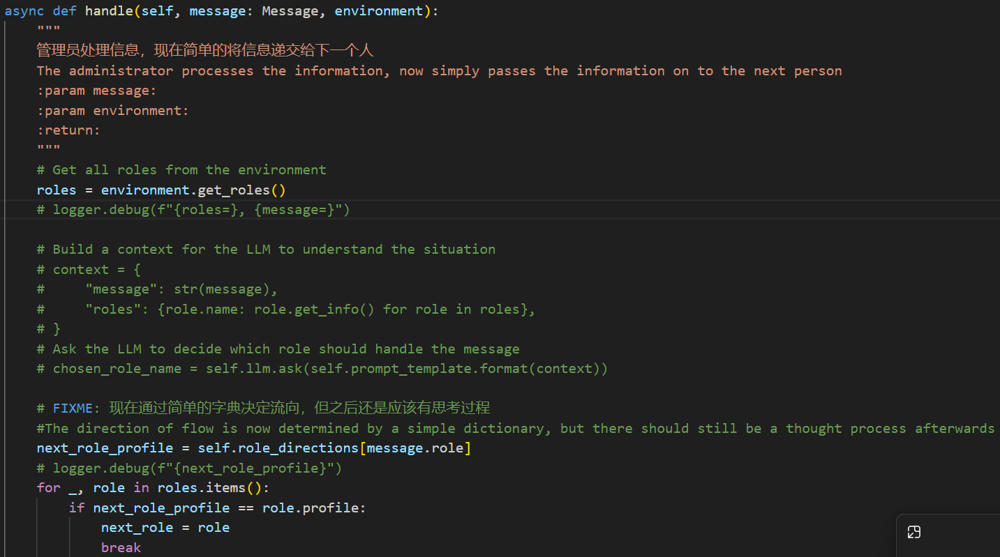 async def handle(self, message: Message, environment):
"""
管理员处理信息，现在简单的将信息递交给下一个人
The administrator processes the information, now simply passes the information on to the next person
:param message:
:param environment:
:return:
"""
# Get all roles from the environment
roles = environment.get_roles()
# logger.debug(f"{roles=}, {message=}")
# Build a context for the LLM to understand the situation
# context = {
#     "message": str(message),
#     "roles": {role.name: role.get_info() for role in roles},
# }
# Ask the LLM to decide which role should handle the message
# chosen_role_name = self.llm.ask(self.prompt_template.format(context))
# FIXME: 现在通过简单的字典决定流向，但之后还是应该有思考过程
#The direction of flow is now determined by a simple dictionary, but there should still be a thought process afterwards
next_role_profile = self.role_directions[message.role]
# logger.debug(f"{next_role_profile}")
for _, role in roles.items():
if next_role_profile == role.profile:
next_role = role
break